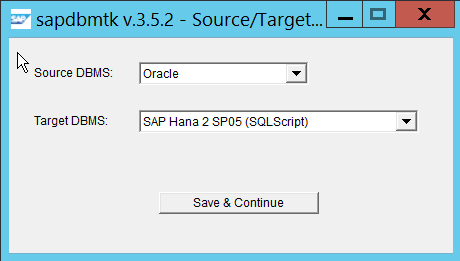 SAP sapdbmtk v.3.5.2 - Source/Target...
Source DBMS: Oracle
Target DBMS: SAP Hana 2 SP05 (SQLScript)
Save & Continue